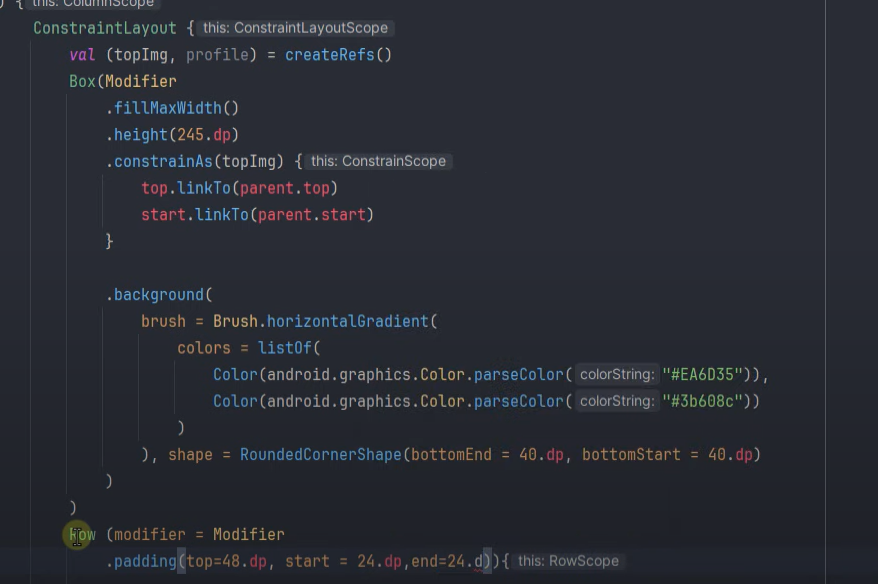 ) { this: ColumnScope
ConstraintLayout { this: ConstraintLayoutScope
val (topImg, profile) = createRefs()
Box(Modifier
.fillMaxWidth()
.height(245.dp)
.constrainAs(topImg) { this: ConstrainScope
top.linkTo(parent.top)
start.linkTo(parent.start)
}
.background(
brush = Brush.horizontalGradient(
colors = listOf(
Color(android.graphics.Color.parseColor( colorString: "#EA6D35")),
Color(android.graphics.Color.parseColor( colorString: "#3b608c"))
)
), shape = RoundedCornerShape(bottomEnd = 40.dp, bottomStart = 40.dp)
)
)
Row (modifier = Modifier
.padding(top=48.dp, start = 24.dp,end=24.d)){ this: RowScope